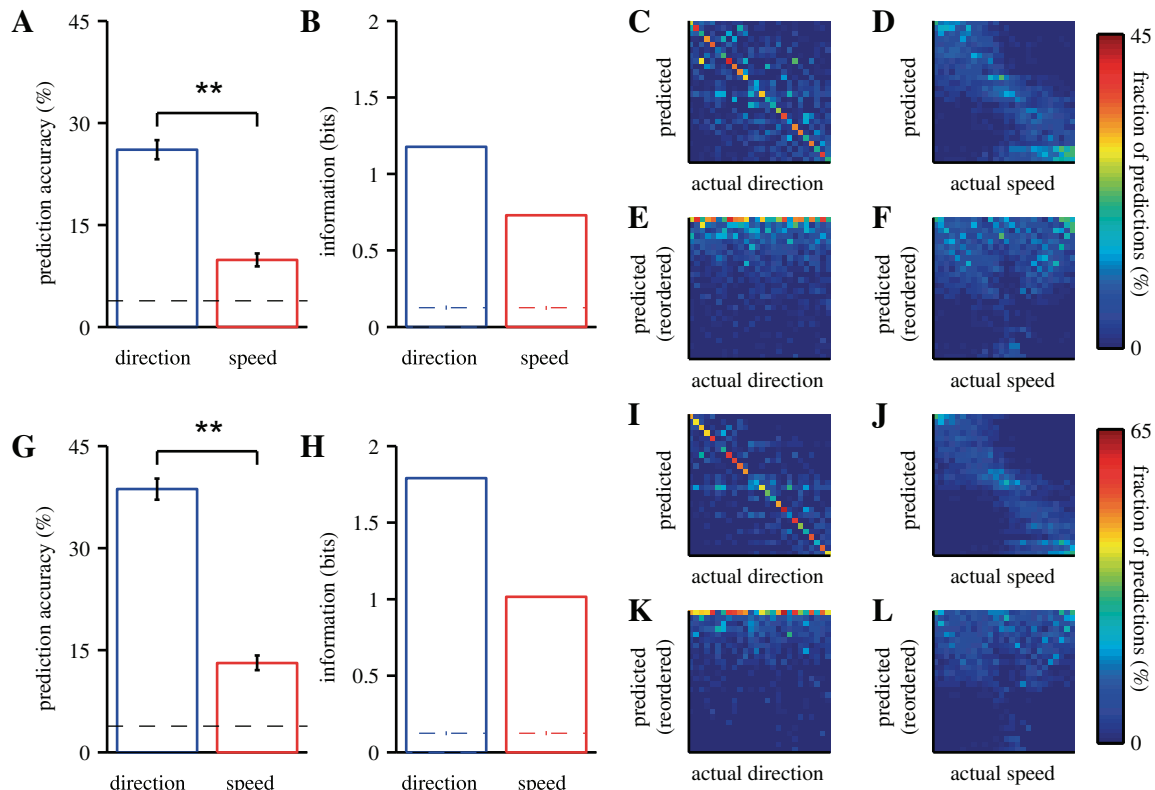 A
45
30
15
0
prediction accuracy (%)
**
direction
speed
B
2
1.5
1
0.5
0
information (bits)
direction
speed
C
predicted
actual direction
D
predicted
actual speed
E
predicted
(reordered)
actual direction
F
predicted
(reordered)
actual speed
45
0
fraction of predictions (%)
G
45
30
15
0
prediction accuracy (%)
**
direction
speed
H
2
1.5
1
0.5
0
information (bits)
direction
speed
I
predicted
actual direction
J
predicted
actual speed
K
predicted
(reordered)
actual direction
L
predicted
(reordered)
actual speed
65
0
fraction of predictions (%)